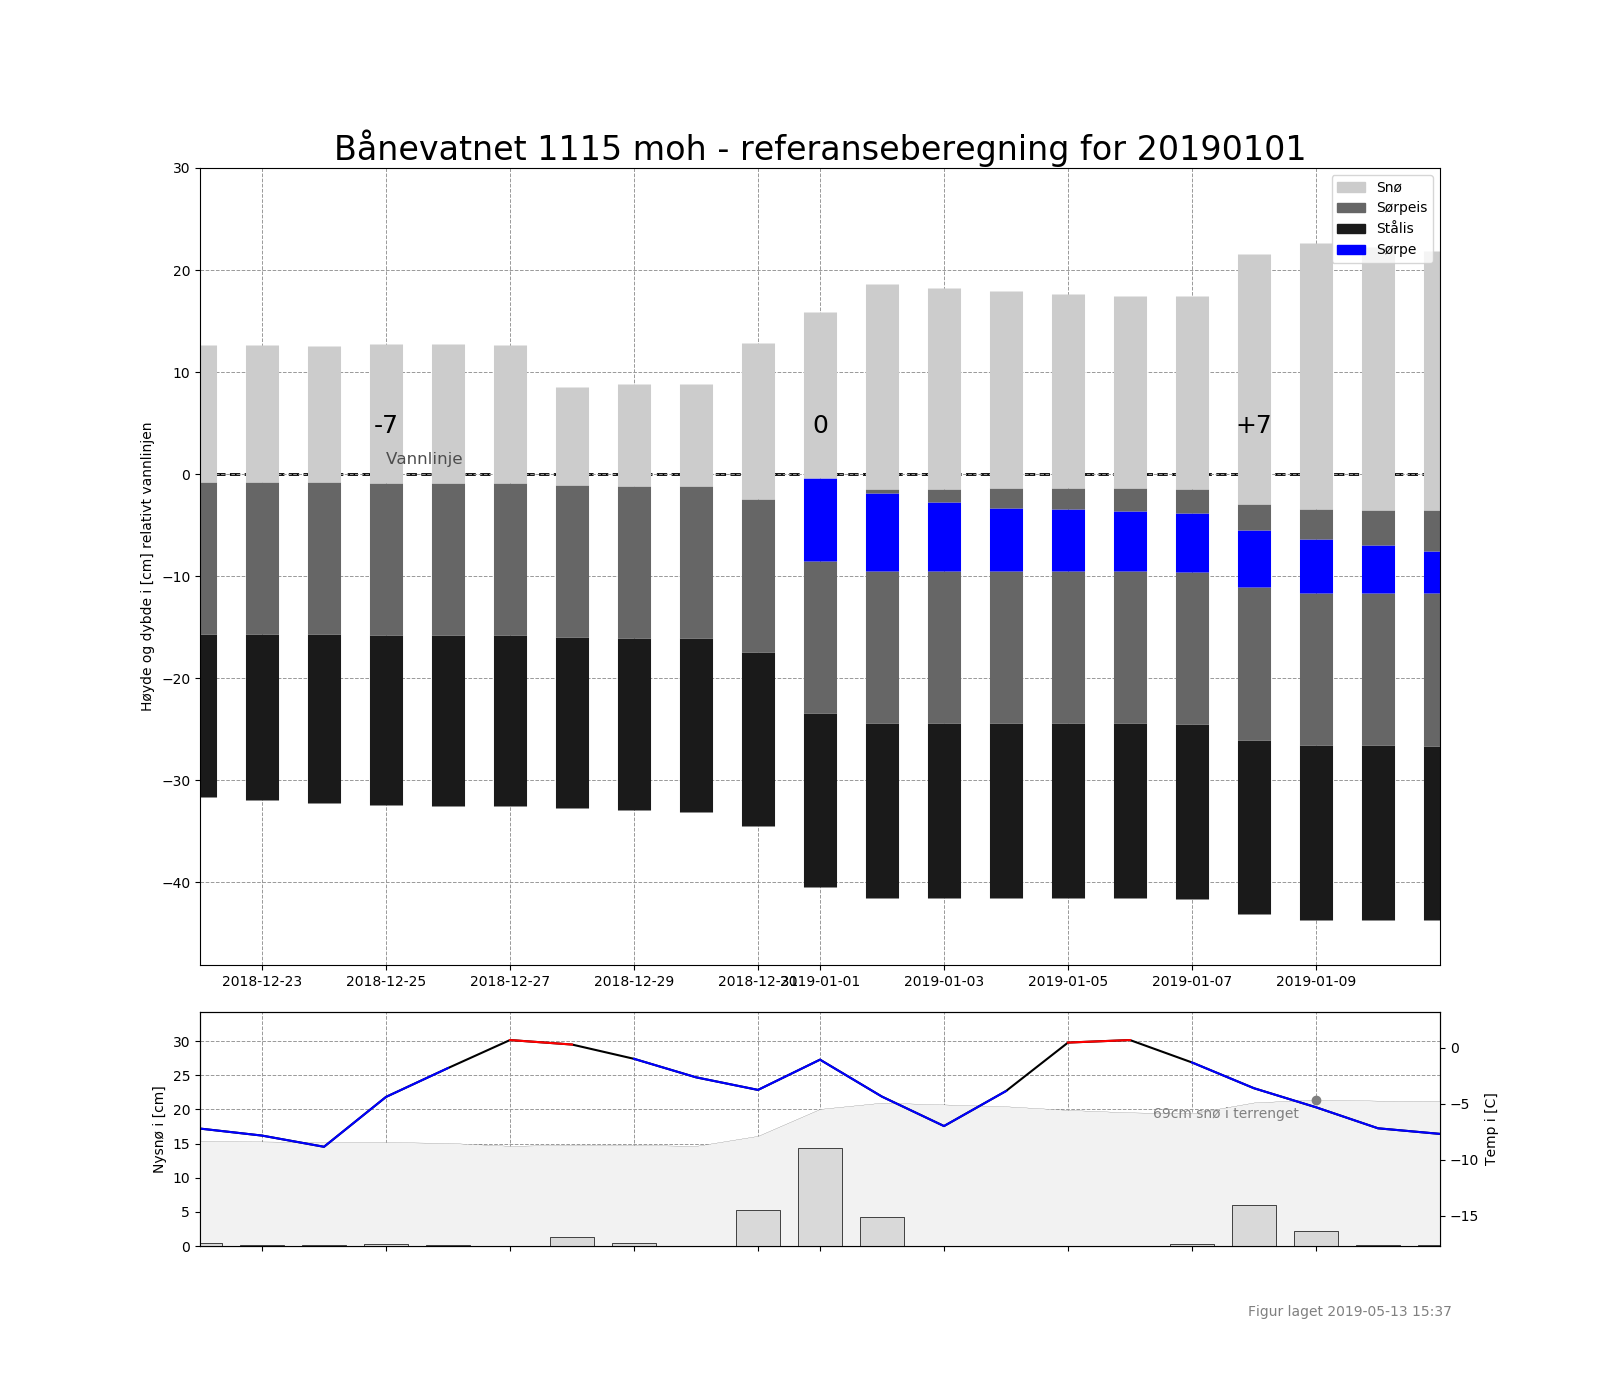 Bånevatnet 1115 moh - referanseberegning for 20190101
Høyde og dybde i [cm] relativt vannlinjen
30
20
10
0
−10
−20
−30
−40
Snø
Sørpeis
Stålis
Sørpe
-7
0
+7
Vannlinje
2018-12-23 2018-12-25 2018-12-27 2018-12-29 2018-12-31 2019-01-01 2019-01-03 2019-01-05 2019-01-07 2019-01-09
Nysnø i [cm]
30
25
20
15
10
5
0
69cm snø i terrenget
0
−5
−10
−15
Temp i [C]
Figur laget 2019-05-13 15:37